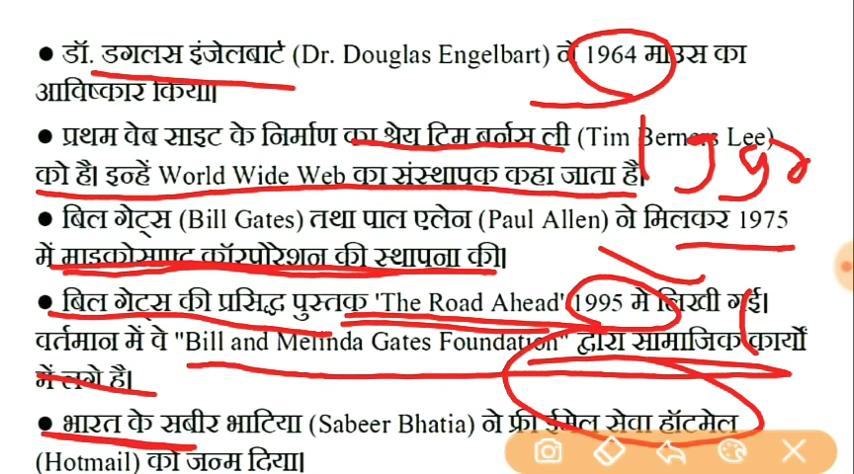 ● डॉ. डगलस इंजेलबार्ट (Dr. Douglas Engelbart) ने 1964 माउस का
आविष्कार किया।
● प्रथम वेब साइट के निर्माण का श्रेय टिम बर्नस ली (Tim Berners Lee)
को है। इन्हें World Wide Web का संस्थापक कहा जाता है।
● बिल गेट्स (Bill Gates) तथा पाल एलेन (Paul Allen) ने मिलकर 1975
में माइकोसाफ्ट कॉरपोरेशन की स्थापना की।
● बिल गेट्स की प्रसिद्ध पुस्तक 'The Road Ahead' 1995 मे लिखी गई।
वर्तमान में वे "Bill and Melinda Gates Foundation" द्वारा सामाजिक कार्यों
में लगे है।
● भारत के सबीर भाटिया (Sabeer Bhatia) ने फ्री ईमेल सेवा हॉटमेल
(Hotmail) को जन्म दिया।